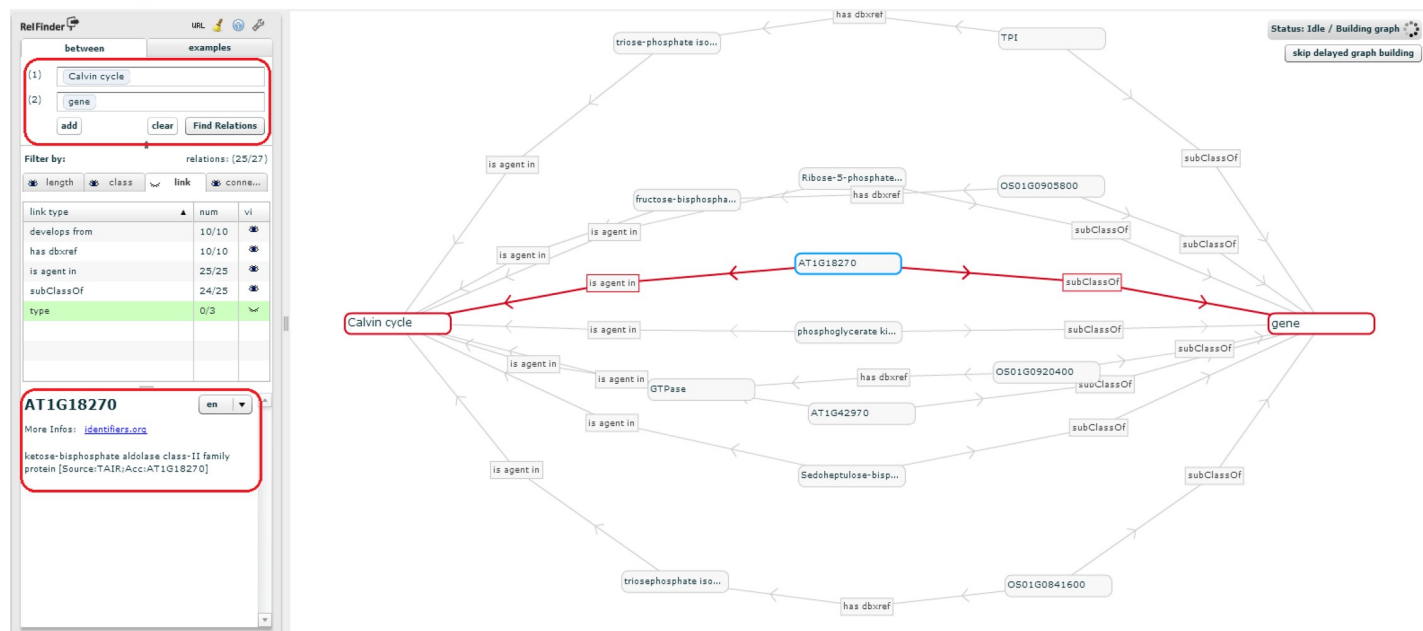 RelFinder
URL
between
examples
(1) Calvin cycle
(2) gene
add
clear
Find Relations
Filter by:
relations: (25/27)
length
class
link
conne...
link type num vi
develops from 10/10
has dbxref 10/10
is agent in 25/25
subClassOf 24/25
type 0/3
AT1G18270
en
More Infos: identifiers.org
ketose-bisphosphate aldolase class-II family
protein [Source:TAIR;Acc:AT1G18270]
Status: Idle / Building graph
skip delayed graph building
has dbxref
triose-phosphate iso...
TPI
is agent in
subClassOf
Ribose-5-phosphate...
has dbxref
OS01G0905800
fructose-bisphospha...
is agent in
subClassOf
is agent in
subClassOf
AT1G18270
is agent in
subClassOf
Calvin cycle
gene
is agent in
phosphoglycerate ki...
subClassOf
subClassOf
is agent in
OS01G0920400
has dbxref
is agent in
subClassOf
GTPase
AT1G42970
is agent in
subClassOf
is agent in
Sedoheptulose-bisp...
subClassOf
triosephosphate iso...
OS01G0841600
has dbxref